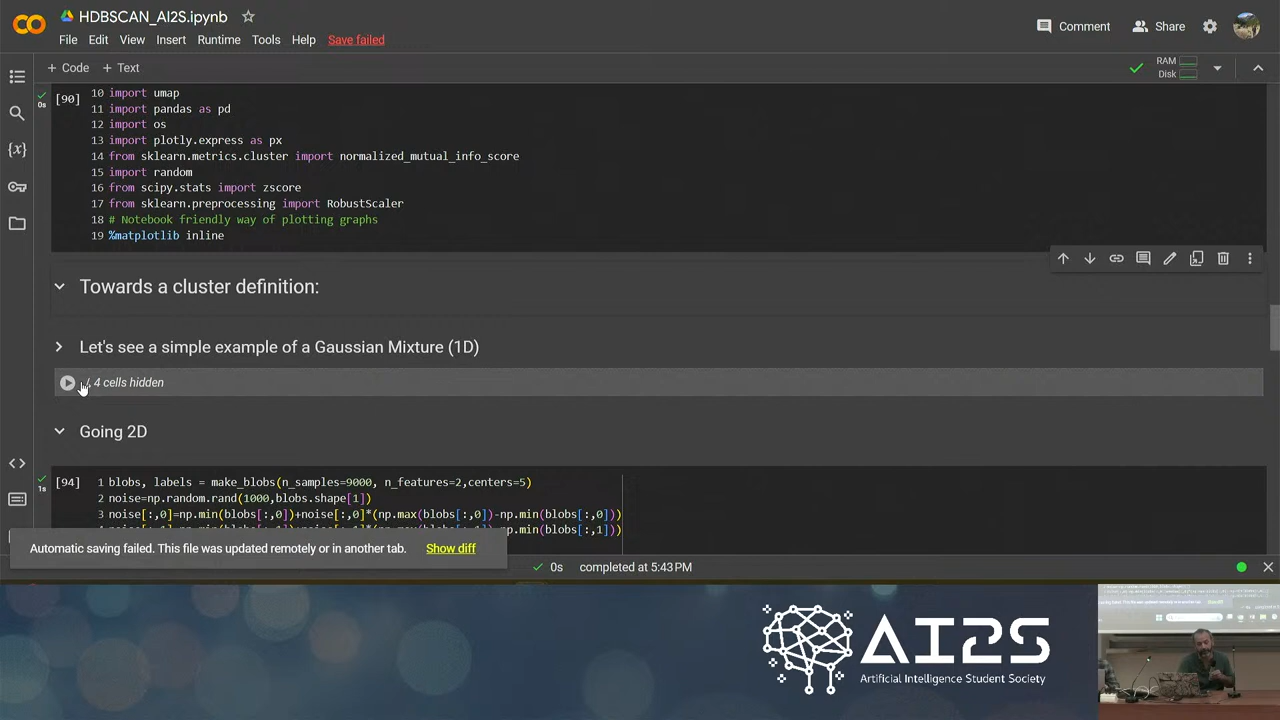 HDBSCAN_AI2S.ipynb
Comment
Share
File Edit View Insert Runtime Tools Help Save failed
+ Code + Text
RAM
Disk
[90]
0s
10 import umap
11 import pandas as pd
12 import os
13 import plotly.express as px
14 from sklearn.metrics.cluster import normalized_mutual_info_score
15 import random
16 from scipy.stats import zscore
17 from sklearn.preprocessing import RobustScaler
18 # Notebook friendly way of plotting graphs
19 %matplotlib inline
Towards a cluster definition:
Let's see a simple example of a Gaussian Mixture (1D)
4 cells hidden
Going 2D
[94]
1s
1 blobs, labels = make_blobs(n_samples=9000, n_features=2,centers=5)
2 noise=np.random.rand(1000,blobs.shape[1])
3 noise[:,0]=np.min(blobs[:,0])+noise[:,0]*(np.max(blobs[:,0])-np.min(blobs[:,0]))
Automatic saving failed. This file was updated remotely or in another tab. Show diff
0s completed at 5:43 PM
AI2S
Artificial Intelligence Student Society